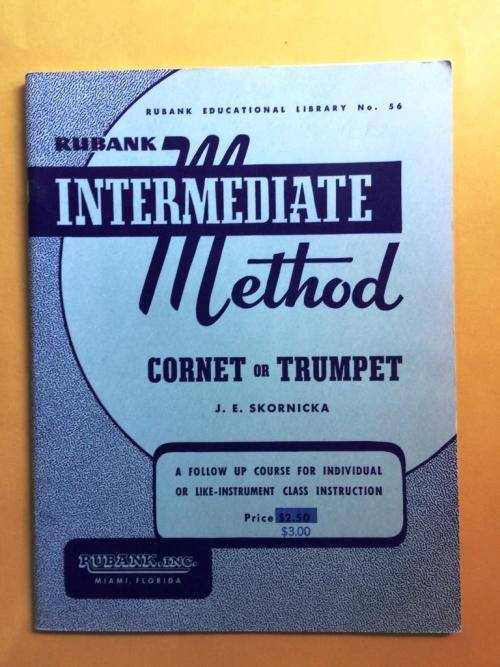 RUBANK EDUCATIONAL LIBRARY No. 56
RUBANK
INTERMEDIATE
Method
CORNET OR TRUMPET
J. E. SKORNICKA
A FOLLOW UP COURSE FOR INDIVIDUAL
OR LIKE-INSTRUMENT CLASS INSTRUCTION
Price $2.50
$3.00
RUBANK, INC.
MIAMI, FLORIDA